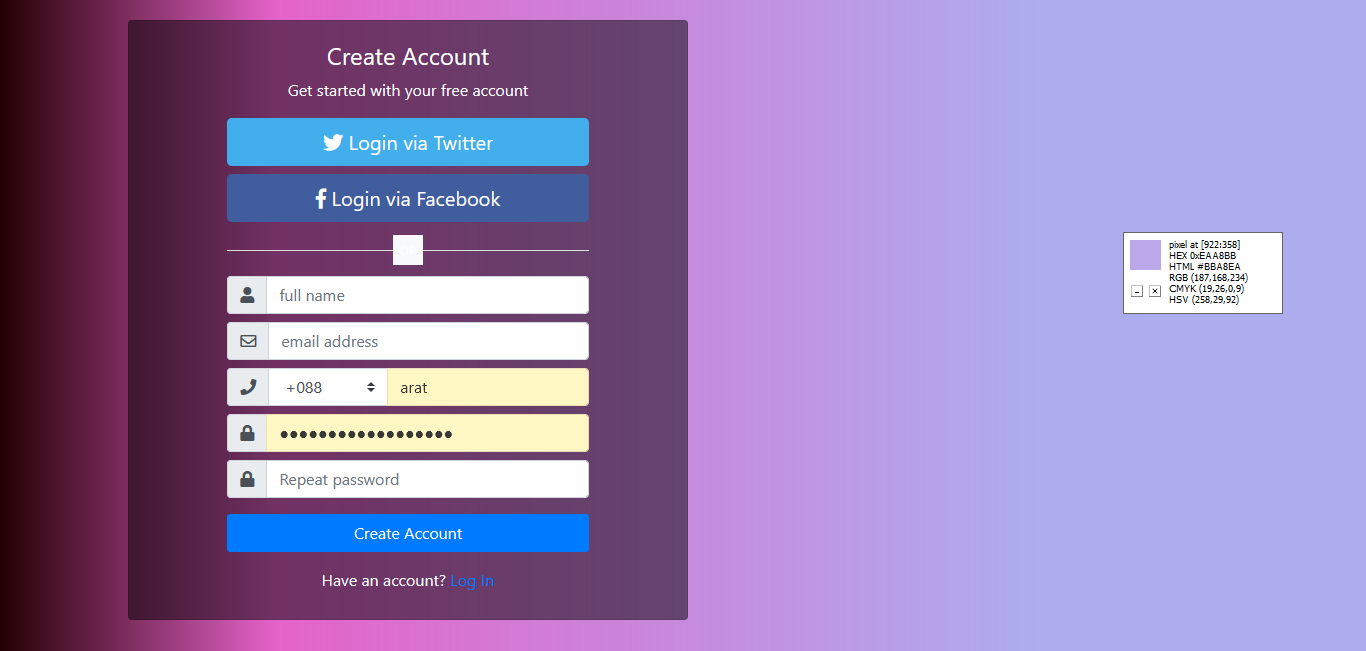 Create Account
Get started with your free account
Login via Twitter
Login via Facebook
full name
email address
+088
arat
●●●●●●●●●●●●●●●●●●
Repeat password
Create Account
Have an account? Log In
pixel at [922:358]
HEX 0xEAA8BB
HTML #BBA8EA
RGB (187,168,234)
CMYK (19,26,0,9)
HSV (258,29,92)